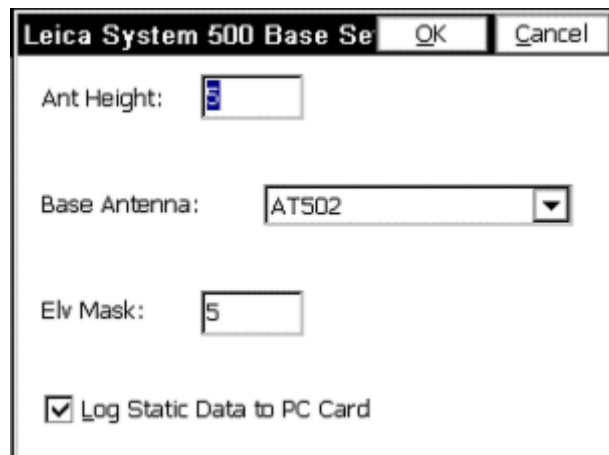 Leica System 500 Base Se
OK
Cancel
Ant Height: 5
Base Antenna: AT502
Elv Mask: 5
Log Static Data to PC Card